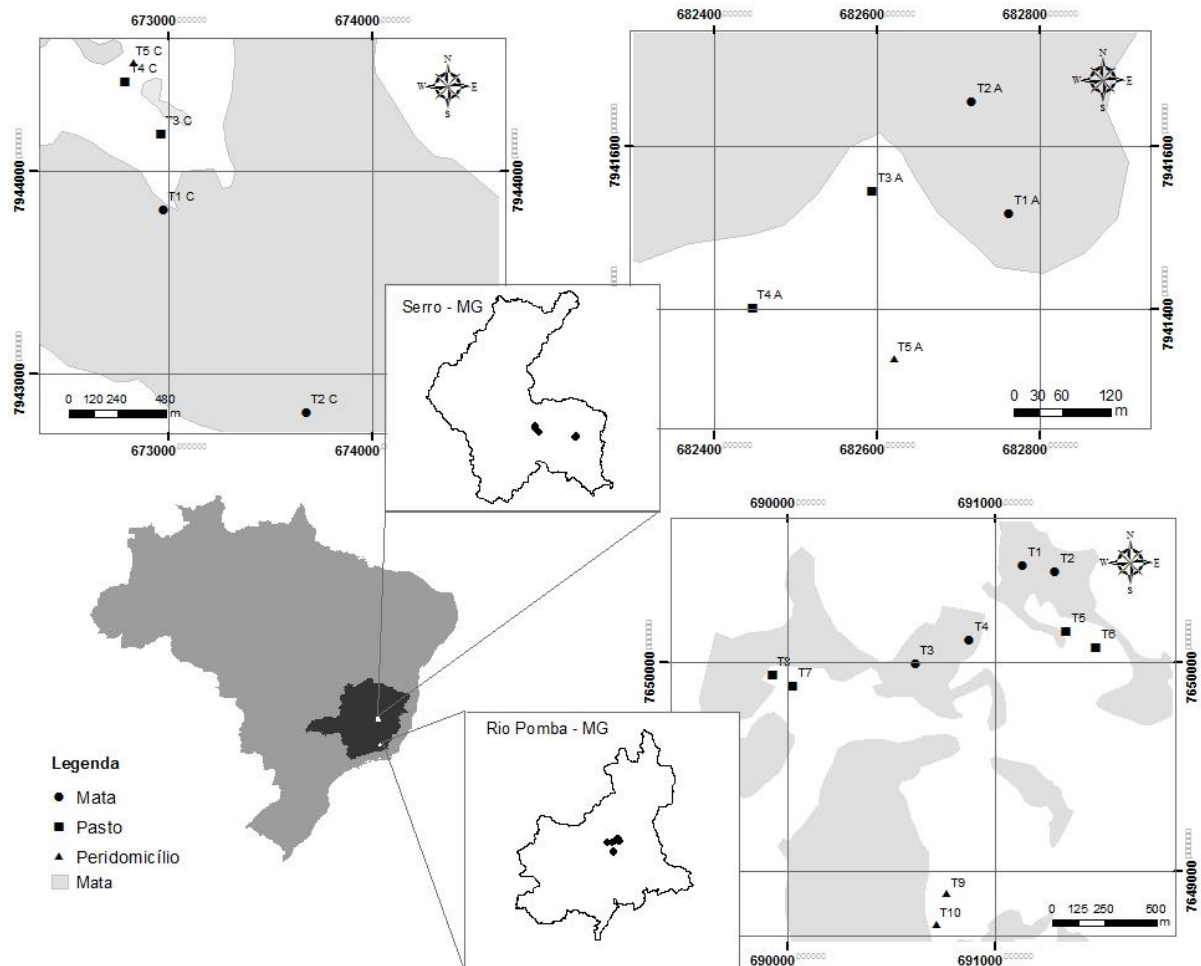 673000
674000
T5 C
T4 C
T3 C
T1 C
T2 C
N
W
E
S
7944000
7944000
7943000
7943000
0 120 240 480
m
673000
674000
682400
682600
682800
T2 A
T3 A
T1 A
T4 A
T5 A
N
W
E
S
7941600
7941600
7941400
7941400
0 30 60 120
m
682400
682600
682800
Serro - MG
690000
691000
T1
T2
T4
T5
T6
T3
T7
T9
T10
N
W
E
S
7650000
7650000
7649000
0 125 250 500
m
690000
691000
Rio Pomba - MG
Legenda
Mata
Pasto
Peridomicílio
Mata